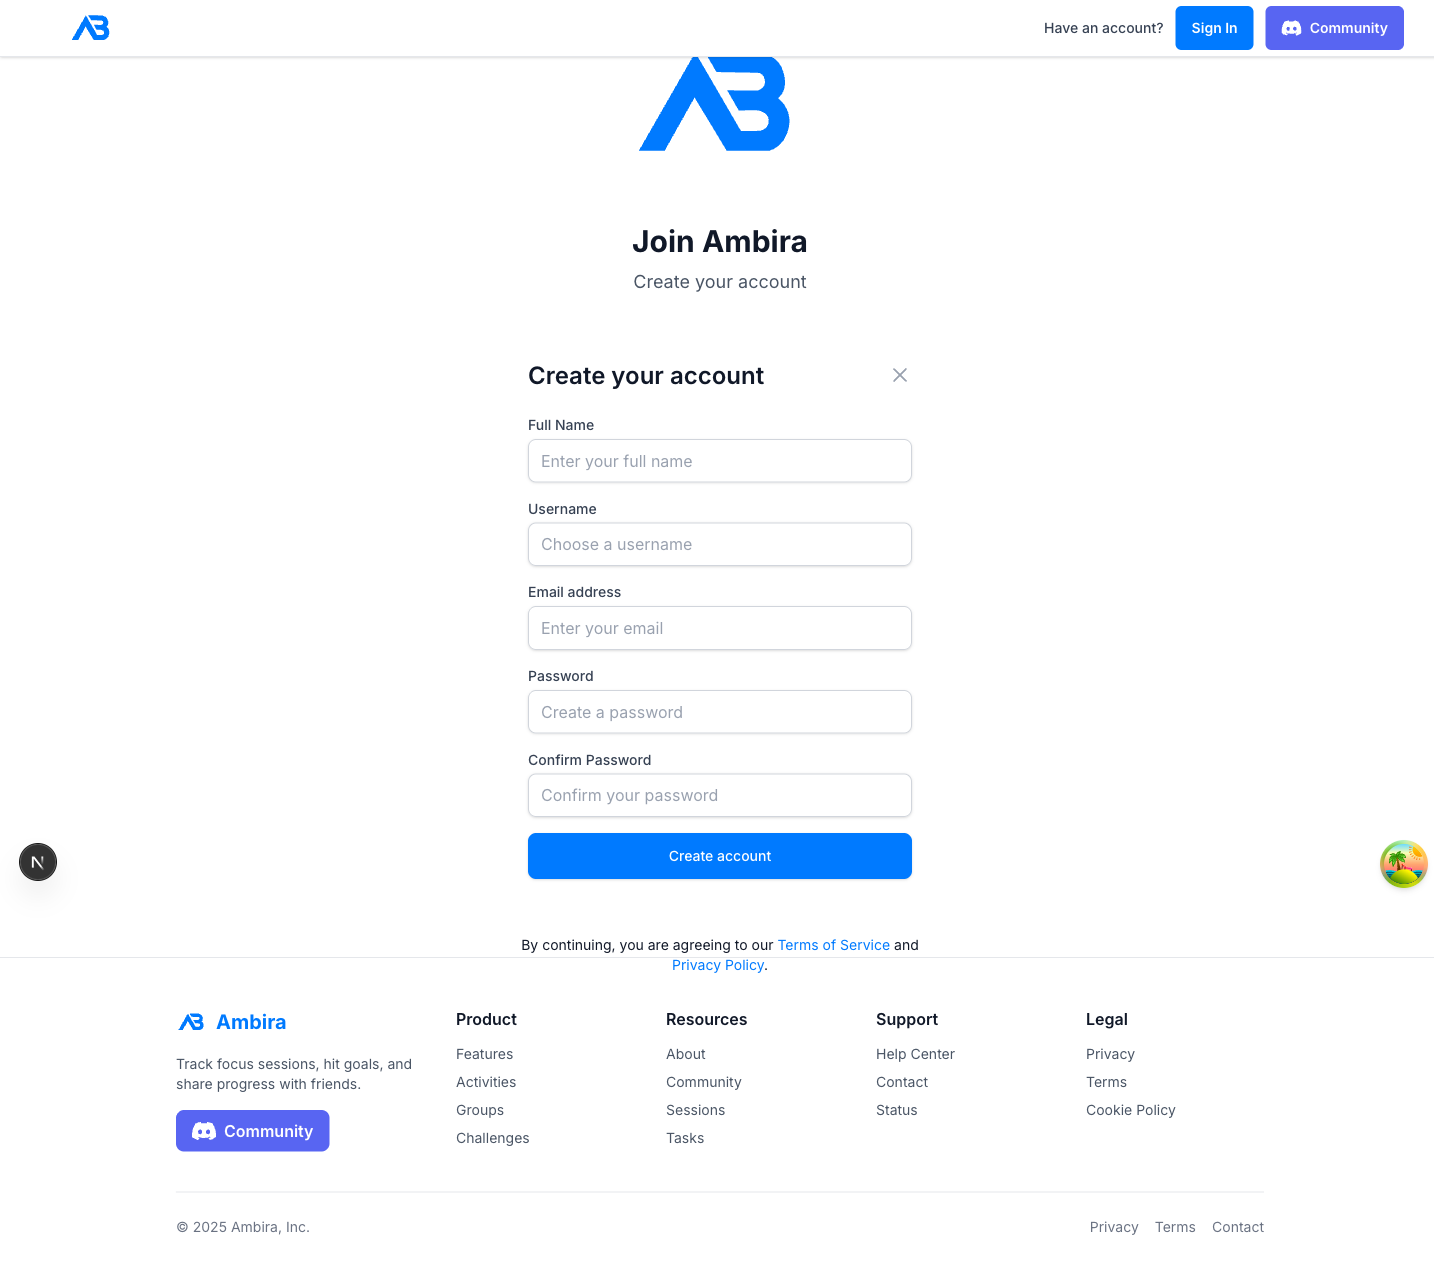 AB
Have an account?
Sign In
Community
AB
Join Ambira
Create your account
Create your account
Full Name
Enter your full name
Username
Choose a username
Email address
Enter your email
Password
Create a password
Confirm Password
Confirm your password
Create account
N
By continuing, you are agreeing to our Terms of Service and
Privacy Policy.
AB Ambira
Track focus sessions, hit goals, and
share progress with friends.
Community
Product
Features
Activities
Groups
Challenges
Resources
About
Community
Sessions
Tasks
Support
Help Center
Contact
Status
Legal
Privacy
Terms
Cookie Policy
© 2025 Ambira, Inc.
Privacy Terms Contact